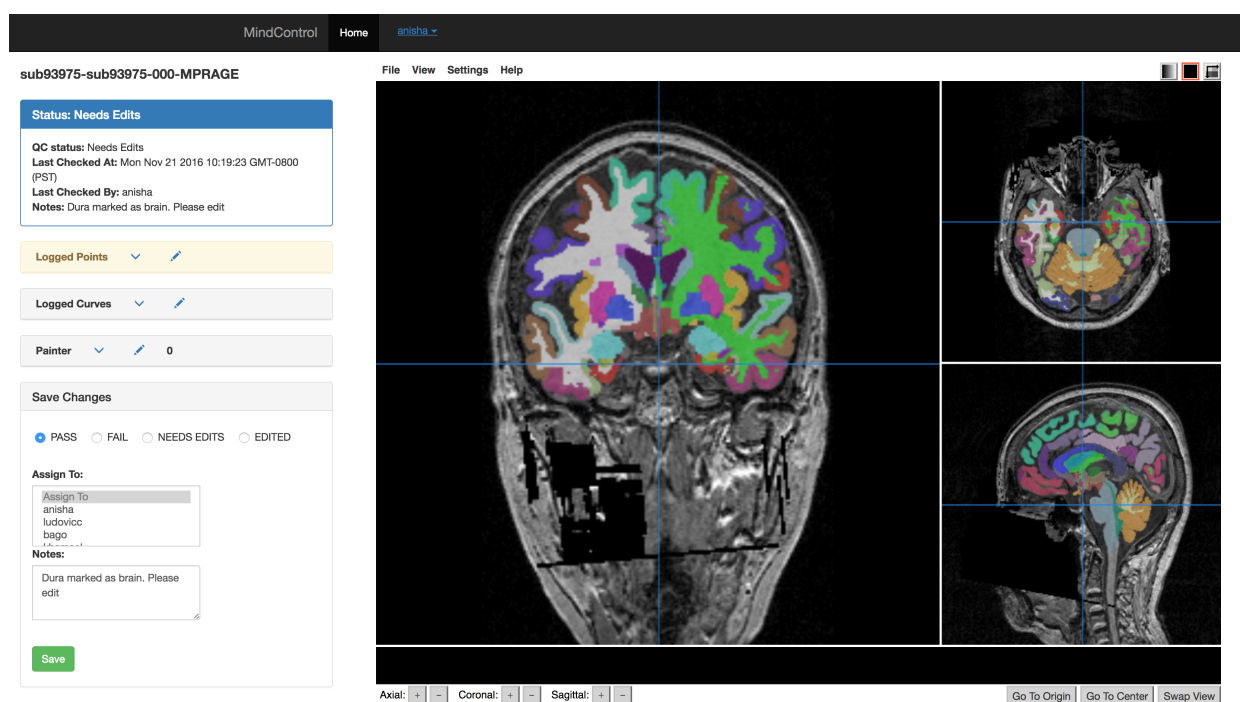 MindControl Home anisha
sub93975-sub93975-000-MPRAGE
Status: Needs Edits
QC status: Needs Edits
Last Checked At: Mon Nov 21 2016 10:19:23 GMT-0800
(PST)
Last Checked By: anisha
Notes: Dura marked as brain. Please edit
Logged Points
Logged Curves
Painter 0
Save Changes
PASS FAIL NEEDS EDITS EDITED
Assign To:
Assign To
anisha
ludovicc
bago
Notes:
Dura marked as brain. Please
edit
Save
File View Settings Help
Axial: + - Coronal: + - Sagittal: + -
Go To Origin Go To Center Swap View